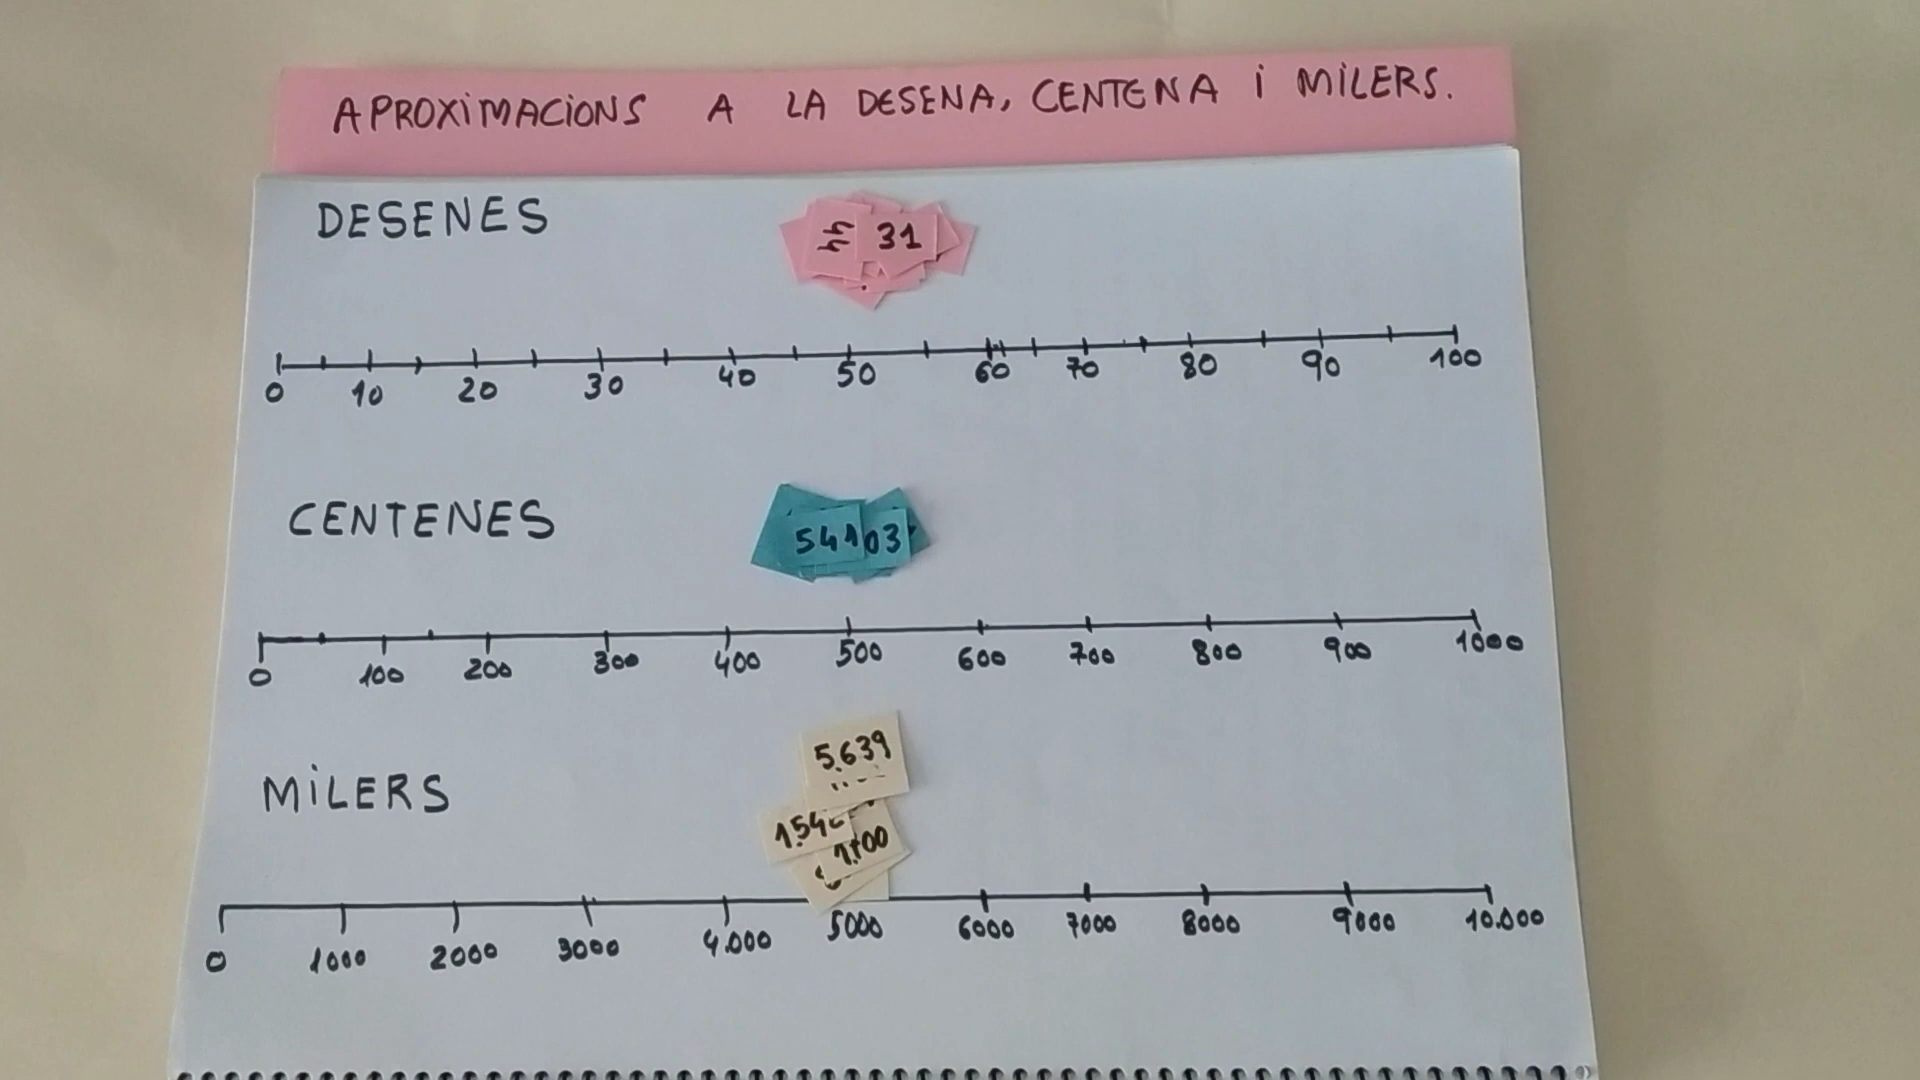 APROXIMACIONS A LA DESENA, CENTENA I MILERS.
DESENES
31
0 10 20 30 40 50 60 70 80 90 100
CENTENES
541 03
0 100 200 300 400 500 600 700 800 900 1000
5.639
MILERS
0 1000 2000 3000 4.000 5000 6000 7000 8000 9000 10.000